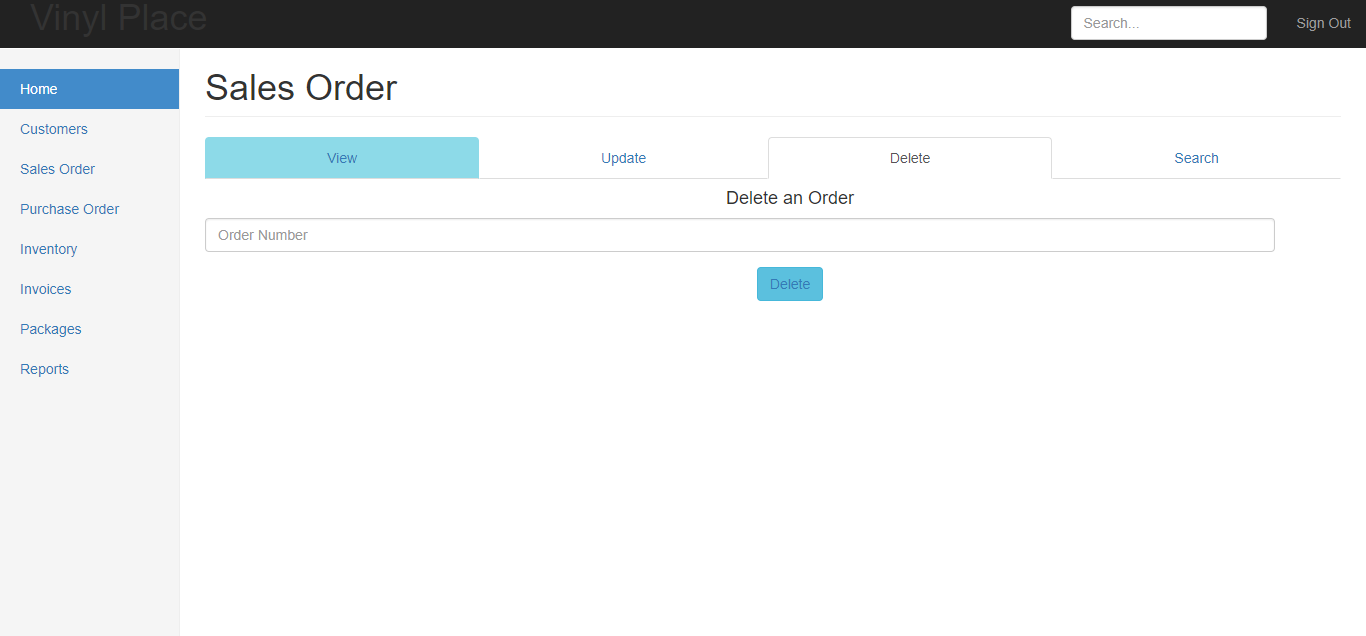 Vinyl Place
Search...
Sign Out
Home
Customers
Sales Order
Purchase Order
Inventory
Invoices
Packages
Reports
Sales Order
View
Update
Delete
Search
Delete an Order
Order Number
Delete